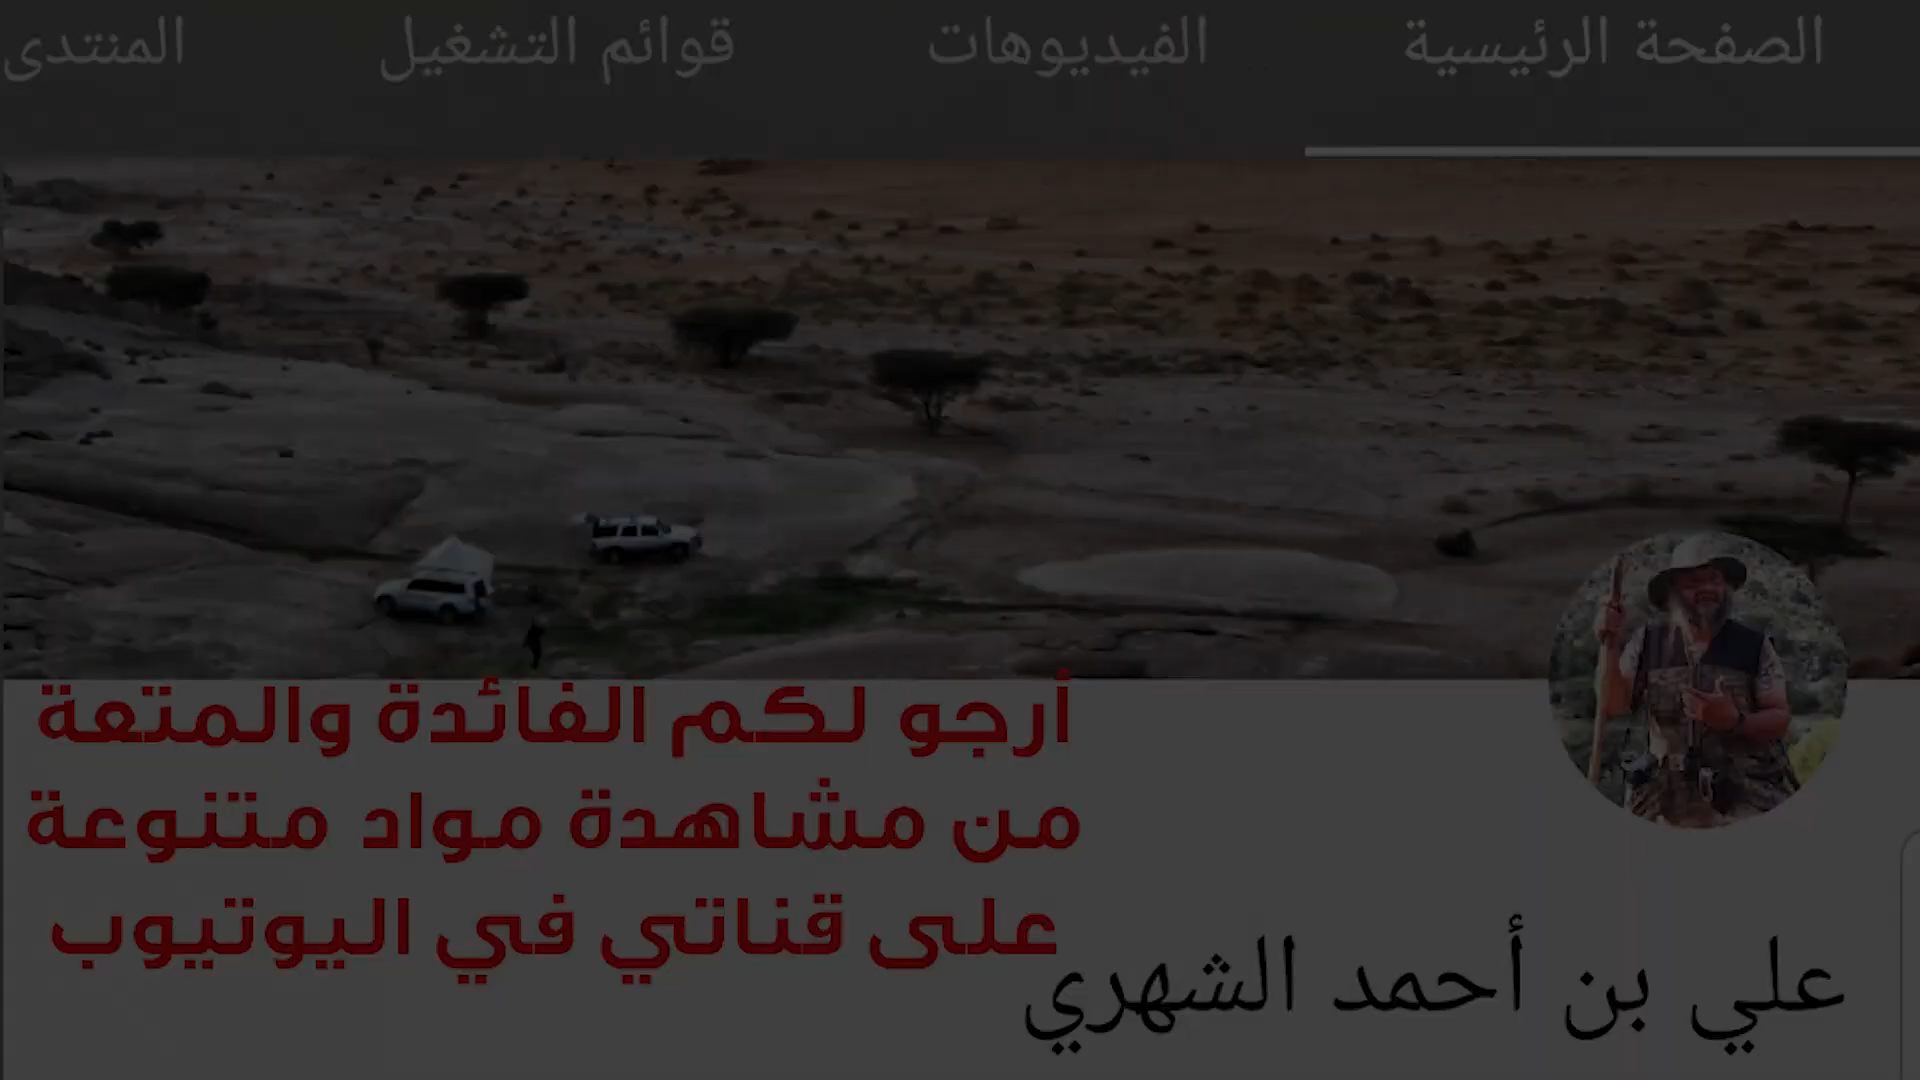 الصفحة الرئيسية الفيديوهات قوائم التشغيل المنتدى
أرجو لكم الفائدة والمتعة
من مشاهدة مواد متنوعة
على قناتي في اليوتيوب
علي بن أحمد الشهري